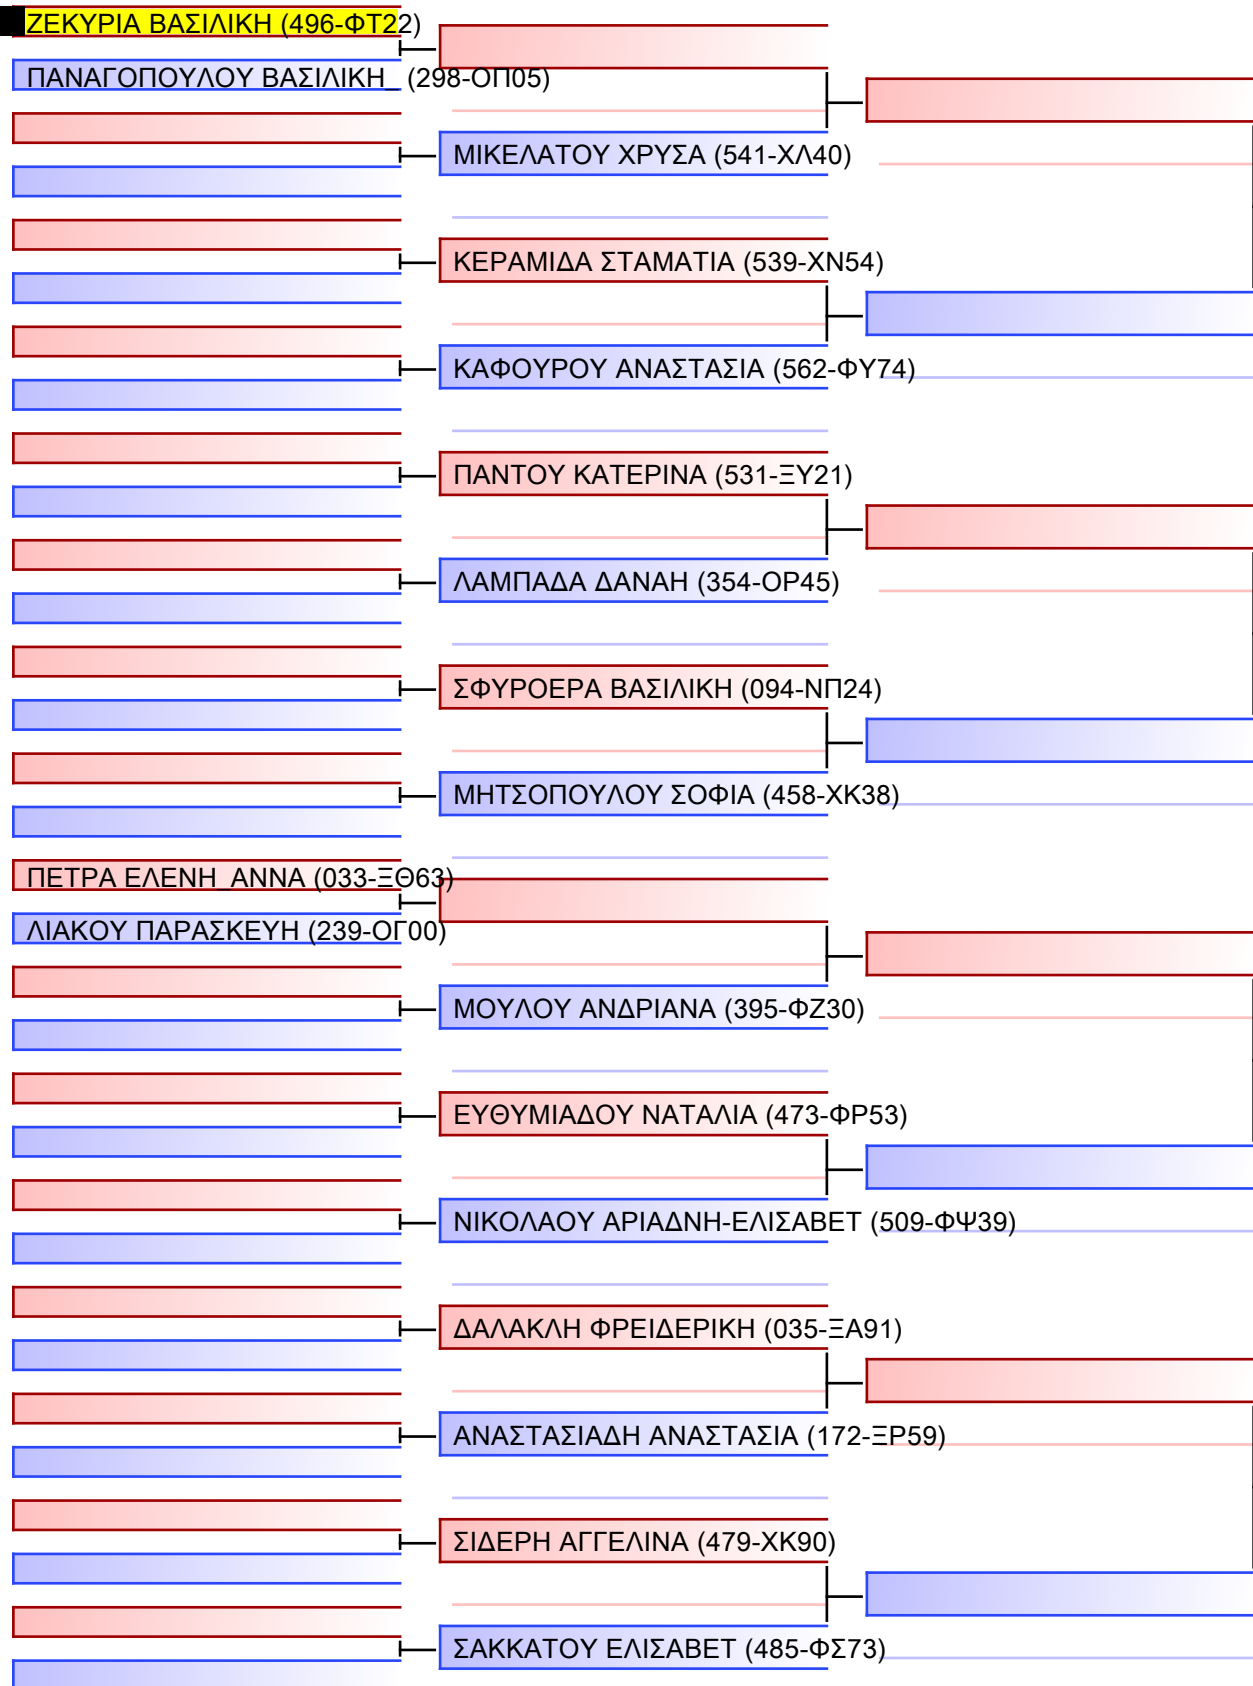 ΖΕΚΥΡΙΑ ΒΑΣΙΛΙΚΗ (496-ΦΤ22)
ΠΑΝΑΓΟΠΟΥΛΟΥ ΒΑΣΙΛΙΚΗ_ (298-ΟΠ05)
ΜΙΚΕΛΑΤΟΥ ΧΡΥΣΑ (541-ΧΛ40)
ΚΕΡΑΜΙΔΑ ΣΤΑΜΑΤΙΑ (539-ΧΝ54)
ΚΑΦΟΥΡΟΥ ΑΝΑΣΤΑΣΙΑ (562-ΦΥ74)
ΠΑΝΤΟΥ ΚΑΤΕΡΙΝΑ (531-ΞΥ21)
ΛΑΜΠΑΔΑ ΔΑΝΑΗ (354-ΟΡ45)
ΣΦΥΡΟΕΡΑ ΒΑΣΙΛΙΚΗ (094-ΝΠ24)
ΜΗΤΣΟΠΟΥΛΟΥ ΣΟΦΙΑ (458-ΧΚ38)
ΠΕΤΡΑ ΕΛΕΝΗ_ΑΝΝΑ (033-ΞΘ63)
ΛΙΑΚΟΥ ΠΑΡΑΣΚΕΥΗ (239-ΟΓ00)
ΜΟΥΛΟΥ ΑΝΔΡΙΑΝΑ (395-ΦΖ30)
ΕΥΘΥΜΙΑΔΟΥ ΝΑΤΑΛΙΑ (473-ΦΡ53)
ΝΙΚΟΛΑΟΥ ΑΡΙΑΔΝΗ-ΕΛΙΣΑΒΕΤ (509-ΦΨ39)
ΔΑΛΑΚΛΗ ΦΡΕΙΔΕΡΙΚΗ (035-ΞΑ91)
ΑΝΑΣΤΑΣΙΑΔΗ ΑΝΑΣΤΑΣΙΑ (172-ΞΡ59)
ΣΙΔΕΡΗ ΑΓΓΕΛΙΝΑ (479-ΧΚ90)
ΣΑΚΚΑΤΟΥ ΕΛΙΣΑΒΕΤ (485-ΦΣ73)